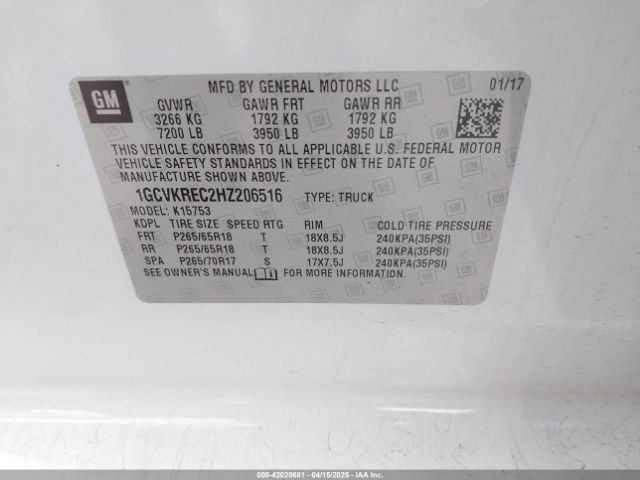 GM
MFD BY GENERAL MOTORS LLC 01/17
GVWR GAWR FRT GAWR RR
3266 KG 1792 KG 1792 KG
7200 LB 3950 LB 3950 LB
THIS VEHICLE CONFORMS TO ALL APPLICABLE U.S. FEDERAL MOTOR
VEHICLE SAFETY STANDARDS IN EFFECT ON THE DATE OF
MANUFACTURE SHOWN ABOVE.
1GCVKREC2HZ206516 TYPE: TRUCK
MODEL: K15753
KDPL TIRE SIZE SPEED RTG RIM COLD TIRE PRESSURE
FRT P265/65R18 T 18X8.5J 240KPA(35PSI)
RR P265/65R18 T 18X8.5J 240KPA(35PSI)
SPA P265/70R17 S 17X7.5J 240KPA(35PSI)
SEE OWNER'S MANUAL FOR MORE INFORMATION.
000-42028681 - 04/15/2025 - IAAI.CA